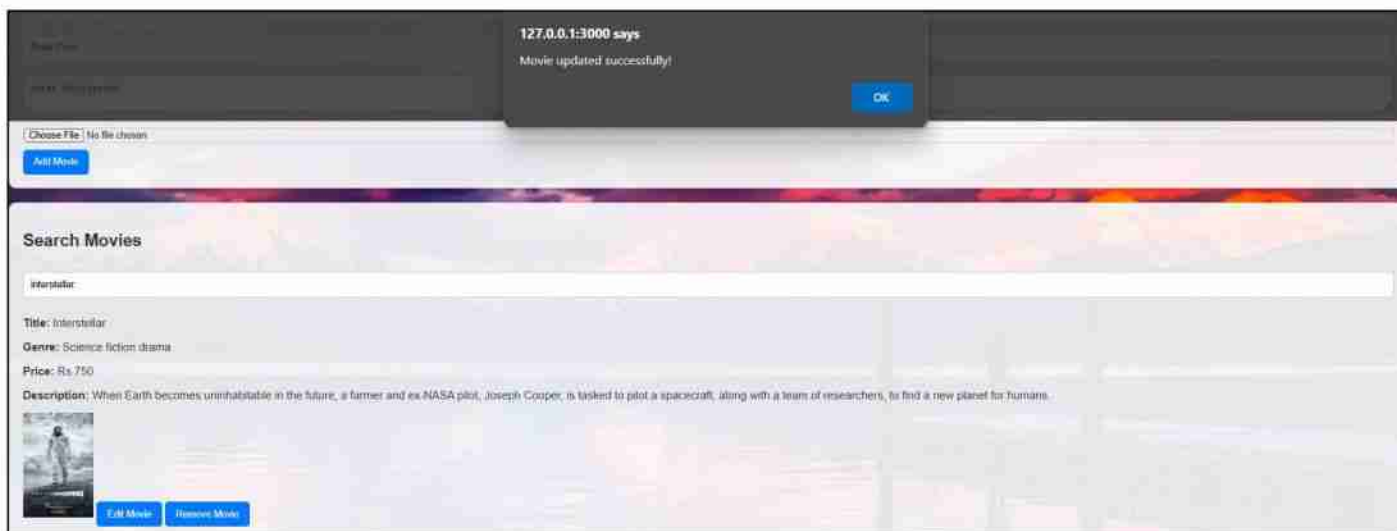 127.0.0.1:3000 says
Movie updated successfully!
OK
Choose File No file chosen
Add Movie
Search Movies
interstellar
Title: Interstellar
Genre: Science fiction drama
Price: Rs.750
Description: When Earth becomes uninhabitable in the future, a farmer and ex-NASA pilot, Joseph Cooper, is tasked to pilot a spacecraft, along with a team of researchers, to find a new planet for humans.
Edit Movie Remove Movie